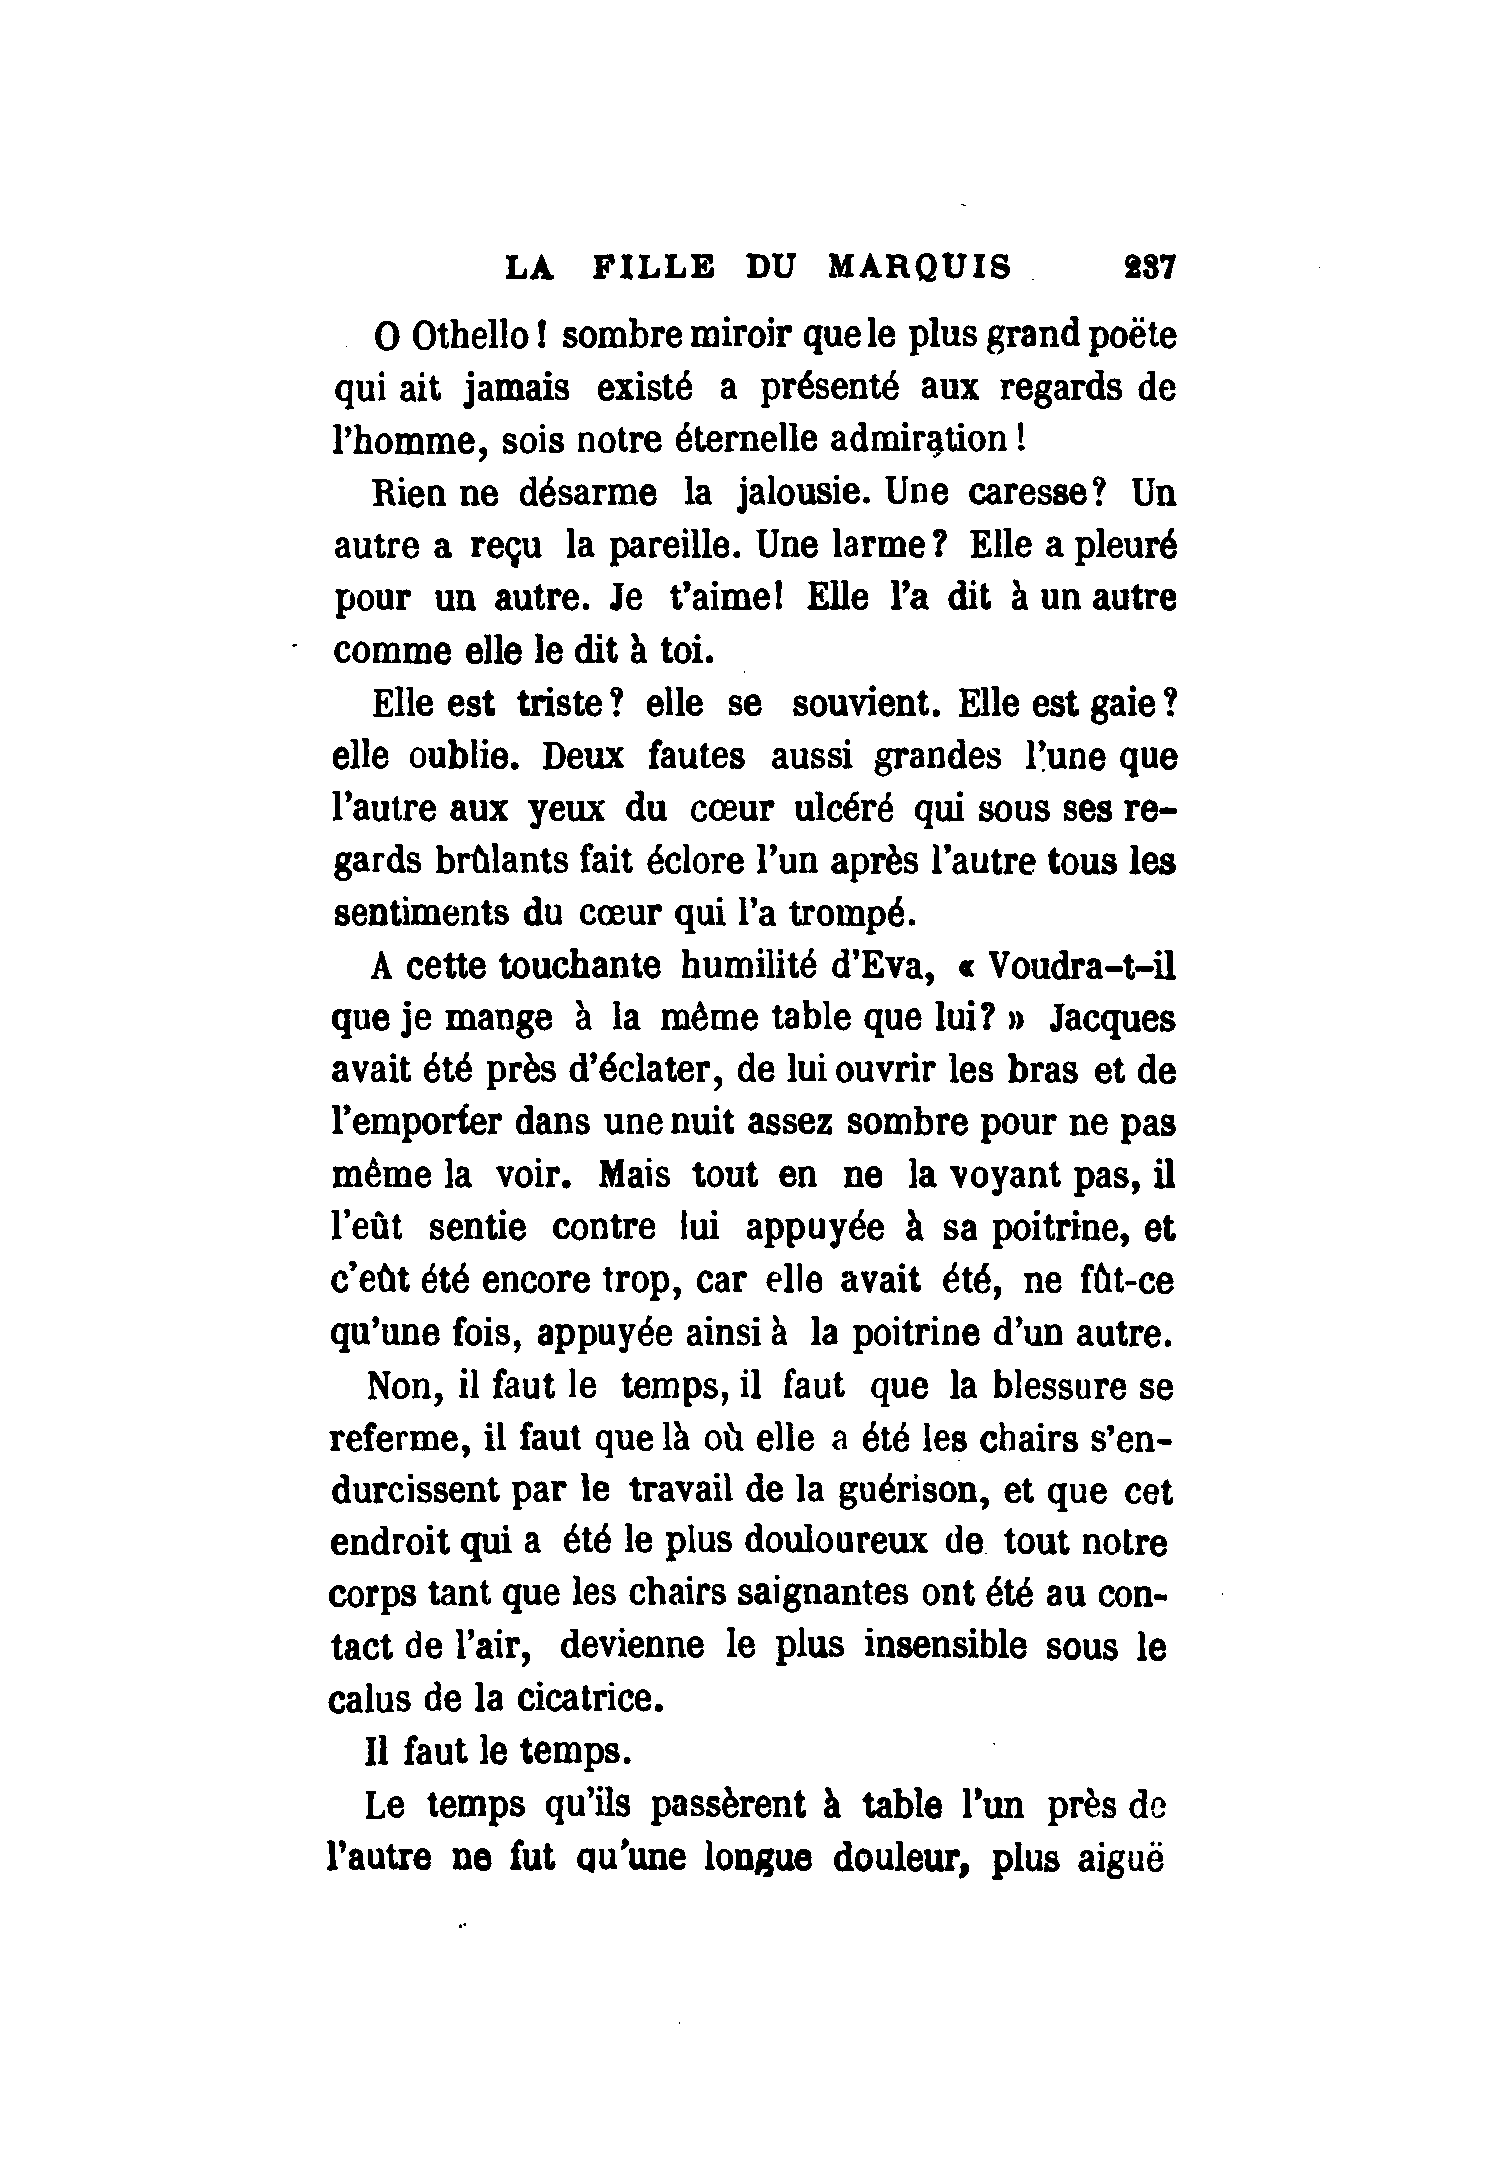 LA FILLE DU MARQUIS 237
O Othello ! sombre miroir que le plus grand poëte
qui ait jamais existé a présenté aux regards de
l'homme, sois notre éternelle admiration !
Rien ne désarme la jalousie. Une caresse? Un
autre a reçu la pareille. Une larme ? Elle a pleuré
pour un autre. Je t'aime! Elle l'a dit à un autre
comme elle le dit à toi.
Elle est triste ? elle se souvient. Elle est gaie ?
elle oublie. Deux fautes aussi grandes l'une que
l'autre aux yeux du cœur ulcéré qui sous ses re-
gards brûlants fait éclore l'un après l'autre tous les
sentiments du cœur qui l'a trompé.
A cette touchante humilité d'Eva, « Voudra-t-il
que je mange à la même table que lui? » Jacques
avait été près d'éclater, de lui ouvrir les bras et de
l'emporter dans une nuit assez sombre pour ne pas
même la voir. Mais tout en ne la voyant pas, il
l'eût sentie contre lui appuyée à sa poitrine, et
c'eût été encore trop, car elle avait été, ne fût-ce
qu'une fois, appuyée ainsi à la poitrine d'un autre.
Non, il faut le temps, il faut que la blessure se
referme, il faut que là où elle a été les chairs s'en-
durcissent par le travail de la guérison, et que cet
endroit qui a été le plus douloureux de tout notre
corps tant que les chairs saignantes ont été au con-
tact de l'air, devienne le plus insensible sous le
calus de la cicatrice.
Il faut le temps.
Le temps qu'ils passèrent à table l'un près de
l'autre ne fut qu'une longue douleur, plus aiguë